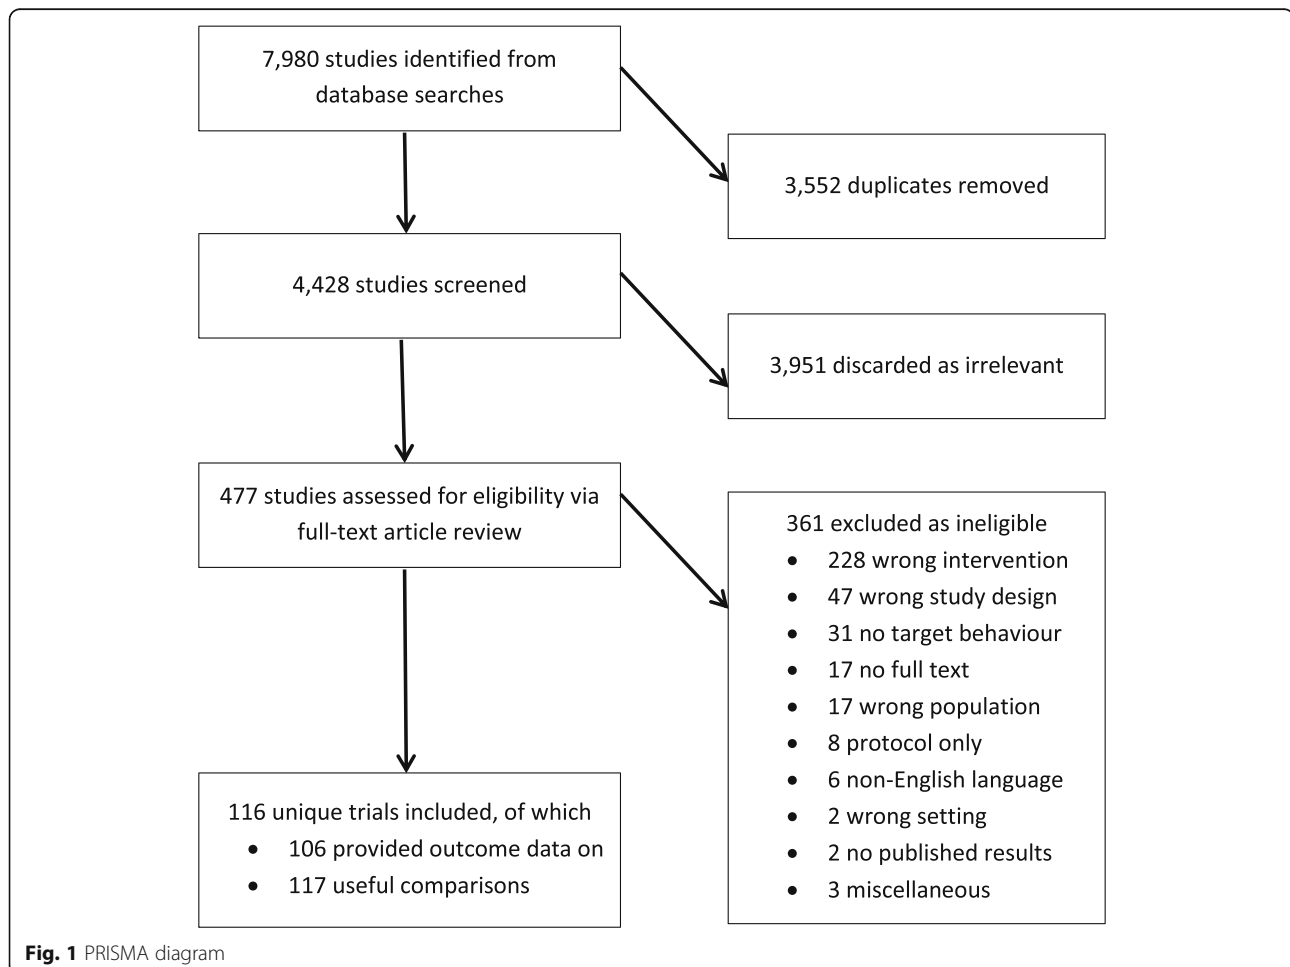 7,980 studies identified from
database searches
3,552 duplicates removed
4,428 studies screened
3,951 discarded as irrelevant
477 studies assessed for eligibility via
full-text article review
361 excluded as ineligible
• 228 wrong intervention
• 47 wrong study design
• 31 no target behaviour
• 17 no full text
• 17 wrong population
• 8 protocol only
• 6 non-English language
• 2 wrong setting
• 2 no published results
• 3 miscellaneous
116 unique trials included, of which
• 106 provided outcome data on
• 117 useful comparisons
Fig. 1 PRISMA diagram